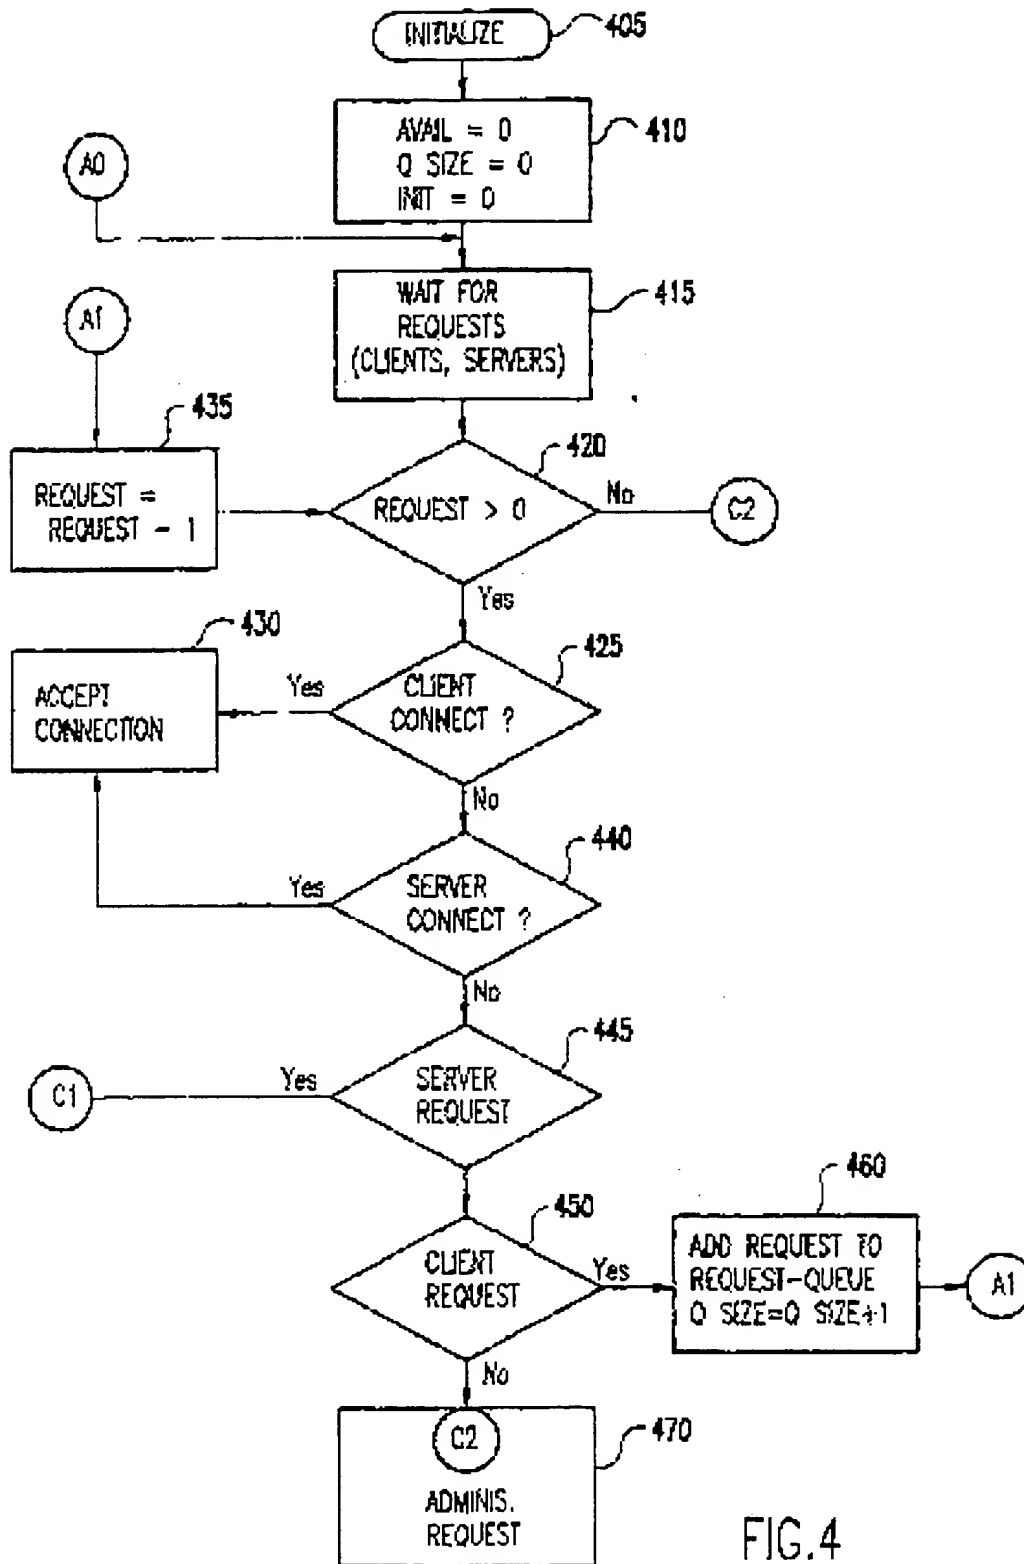 INITIALIZE
405
AVAIL = 0
Q SIZE = 0
INIT = 0
410
A0
WAIT FOR
REQUESTS
(CLIENTS, SERVERS)
415
A1
435
REQUEST =
REQUEST - 1
REQUEST > 0
420
No
C2
Yes
430
ACCEPT
CONNECTION
Yes
CLIENT
CONNECT ?
425
No
Yes
SERVER
CONNECT ?
440
No
C1
Yes
SERVER
REQUEST
445
CLIENT
REQUEST
450
Yes
460
ADD REQUEST TO
REQUEST-QUEUE
Q SIZE=Q SIZE+1
A1
No
C2
ADMINIS.
REQUEST
470
FIG.4